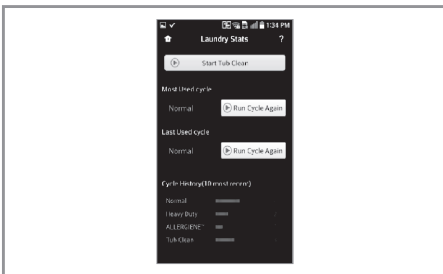 1:34 PM
Laundry Stats ?
Start Tub Clean
Most Used cycle
Normal Run Cycle Again
Last Used cycle
Normal Run Cycle Again
Cycle History(10 most recent)
Normal
Heavy Duty
ALLERGIENE™
Tub Clean